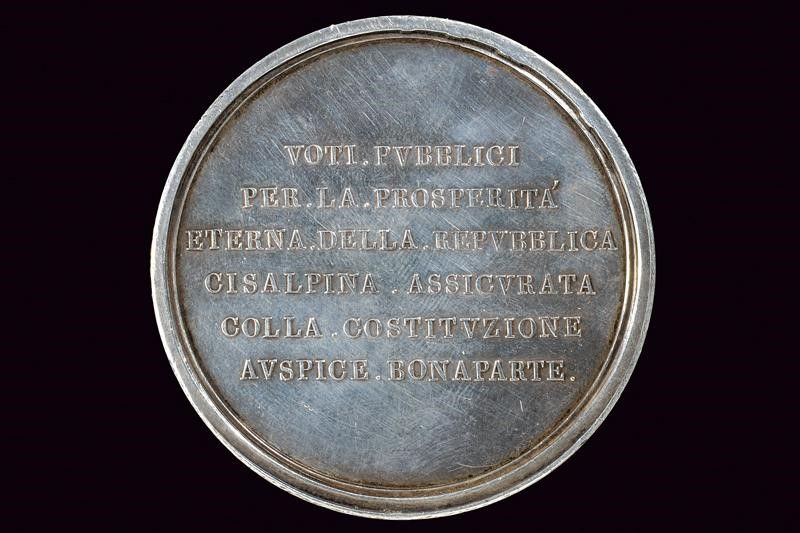 VOTI.PVBBLICI
PER.LA.PROSPERITÁ
ETERNA.DELLA.REPVBBLICA
CISALPINA.ASSICVRATA
COLLA.COSTITVZIONE
AVSPICE.BONAPARTE.